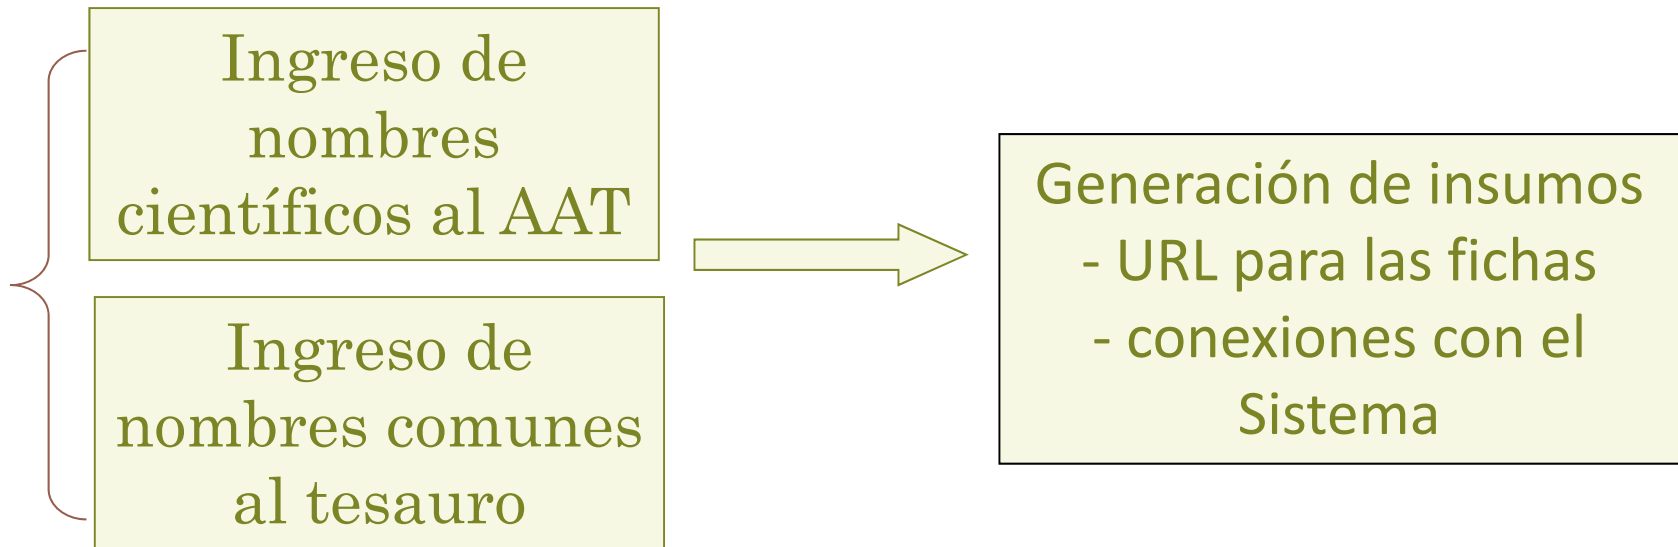 Ingreso de
nombres
científicos al AAT
Ingreso de
nombres comunes
al tesauro
Generación de insumos
- URL para las fichas
- conexiones con el
Sistema